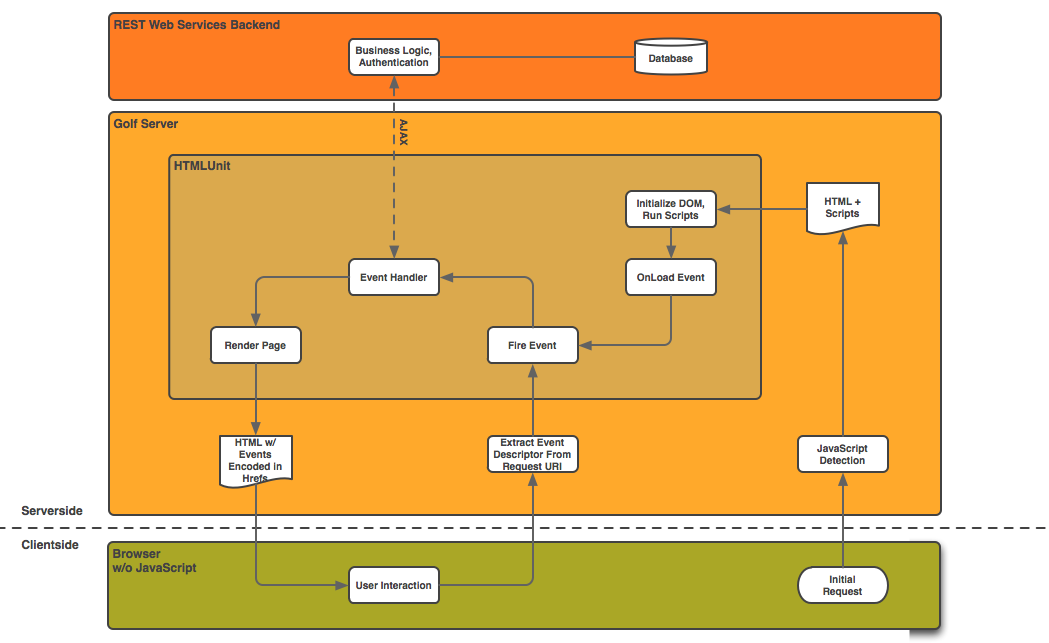 REST Web Services Backend
Business Logic,
Authentication
Database
Golf Server
AJAX
HTMLUnit
Initialize DOM,
Run Scripts
HTML +
Scripts
Event Handler
OnLoad Event
Render Page
Fire Event
HTML w/
Events
Encoded in
Hrefs
Extract Event
Descriptor From
Request URI
JavaScript
Detection
Serverside
Clientside
Browser
w/o JavaScript
User Interaction
Initial
Request